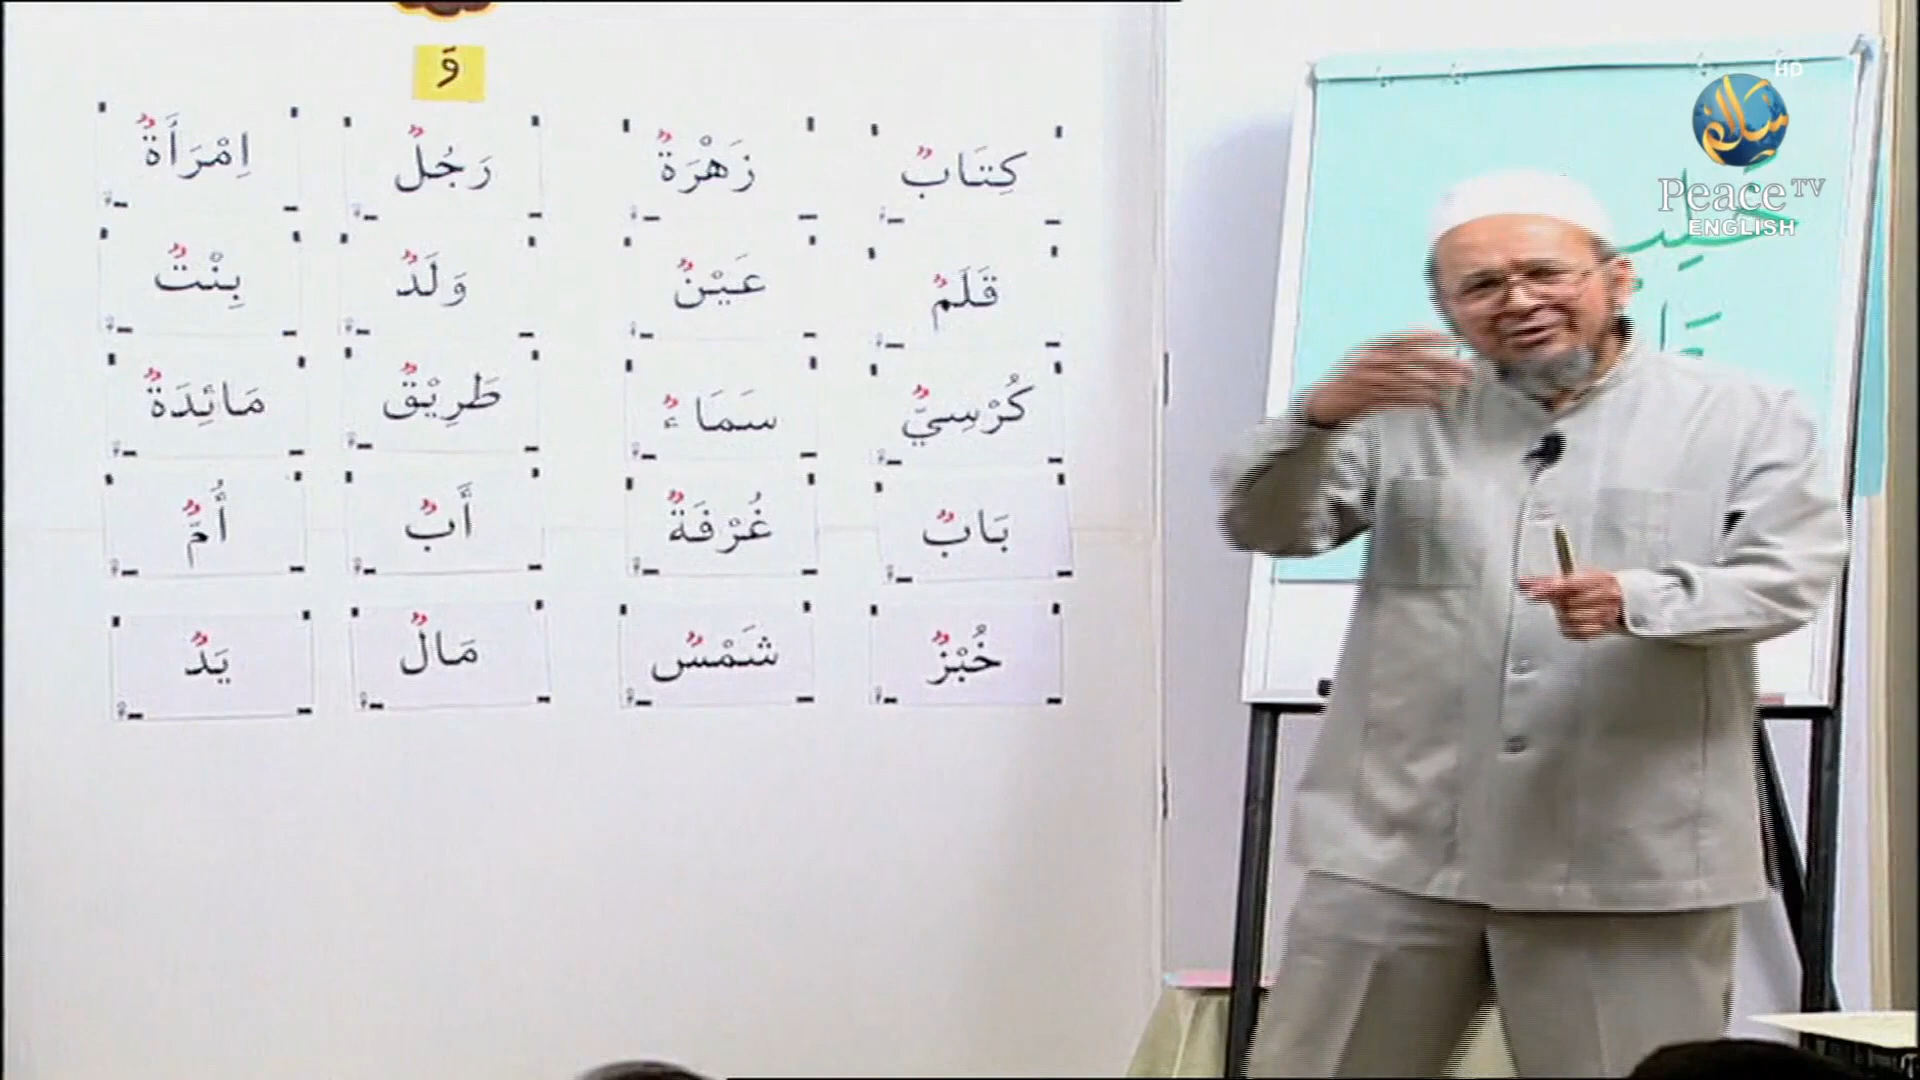 وَ
كِتَابٌ زَهْرَةٌ رَجُلٌ اِمْرَأَةٌ
قَلَمٌ عَيْنٌ وَلَدٌ بِنْتٌ
كُرْسِيٌّ سَمَاءٌ طَرِيْقٌ مَائِدَةٌ
بَابٌ غُرْفَةٌ أَبٌ أُمٌّ
خُبْزٌ شَمْسٌ مَالٌ يَدٌ
HD
Peace TV
ENGLISH